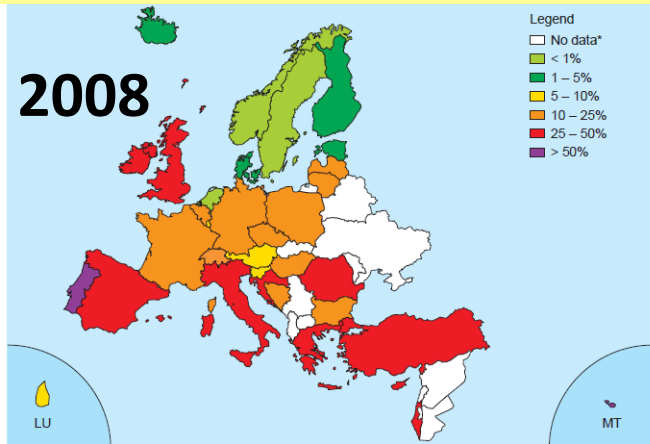 2008
Legend
No data*
< 1%
1 – 5%
5 – 10%
10 – 25%
25 – 50%
> 50%
LU
MT